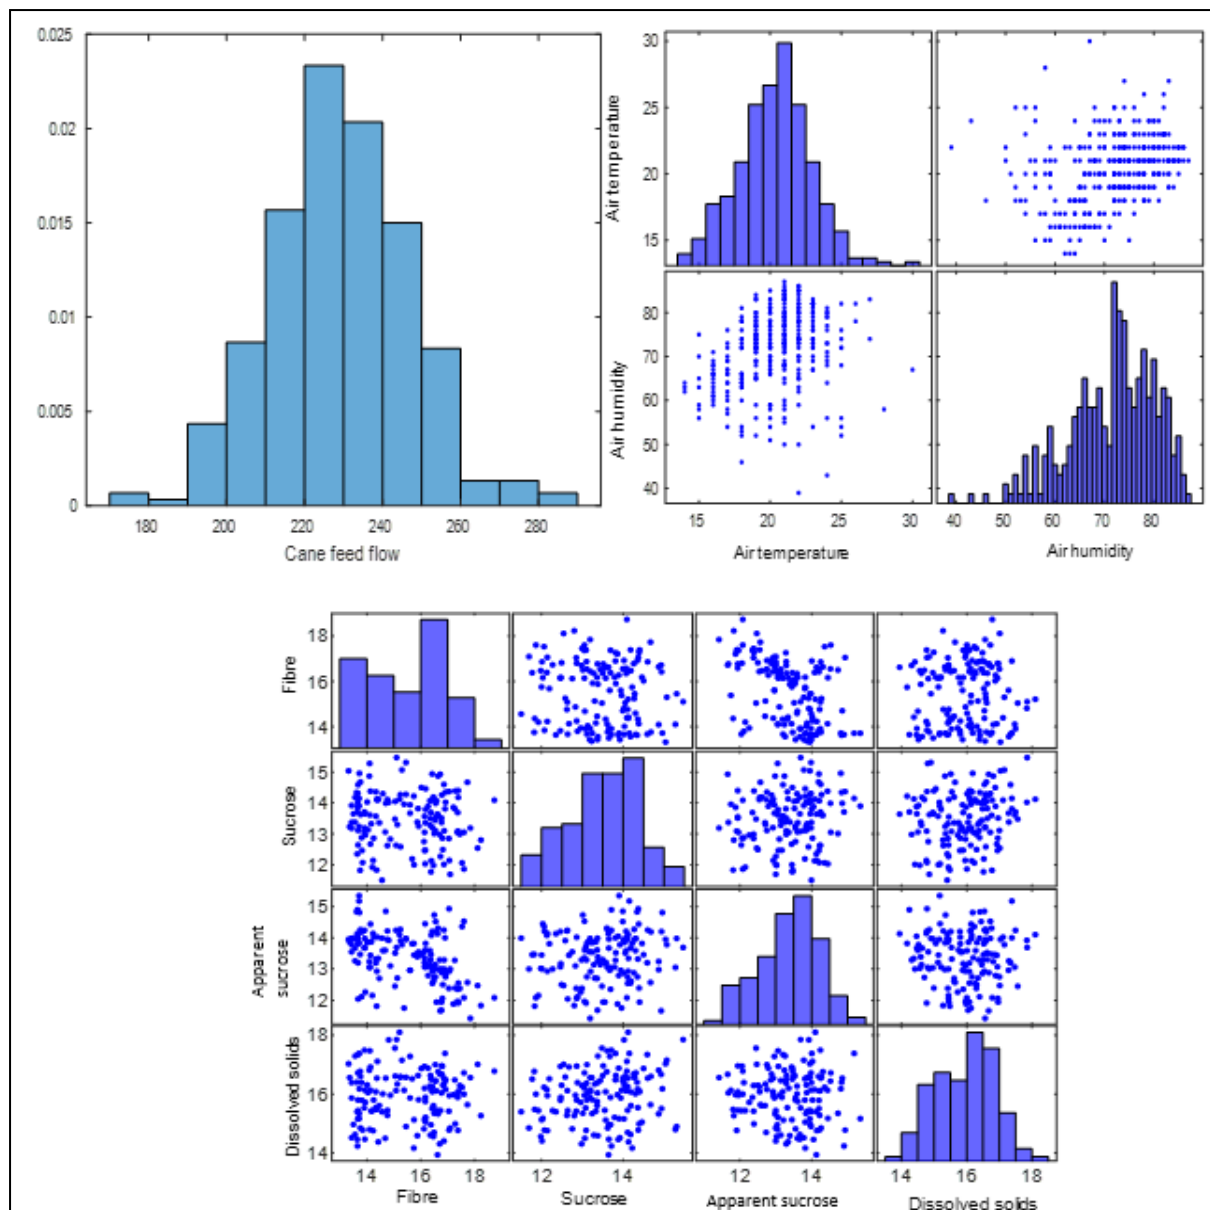 0.025
0.02
0.015
0.01
0.005
0
180 200 220 240 260 280
Cane feed flow
Air temperature
30
25
20
15
Air humidity
80
70
60
50
40
15 20 25 30
Air temperature
40 50 60 70 80
Air humidity
Fibre
18
16
14
Sucrose
15
14
13
12
Apparent
sucrose
15
14
13
12
Dissolved solids
18
16
14
14 16 18
Fibre
12 14
Sucrose
12 14
Apparent sucrose
14 16 18
Dissolved solids